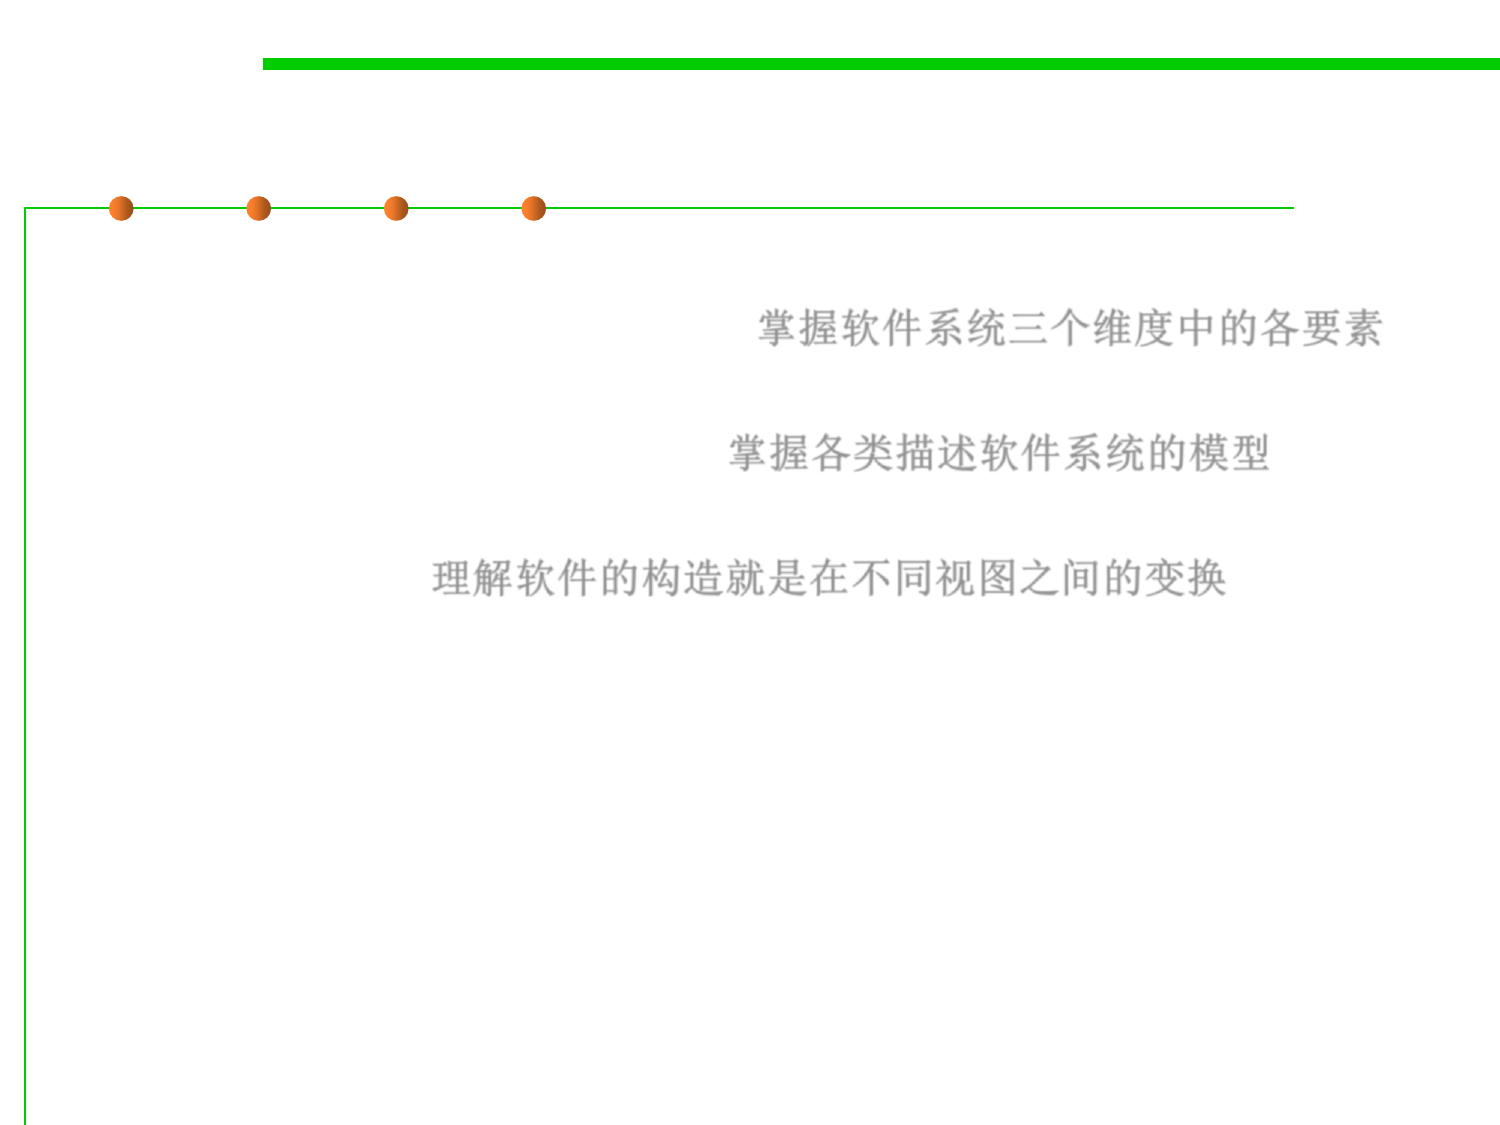 掌握软件系统三个维度中的各要素
掌握各类描述软件系统的模型
理解软件的构造就是在不同视图之间的变换